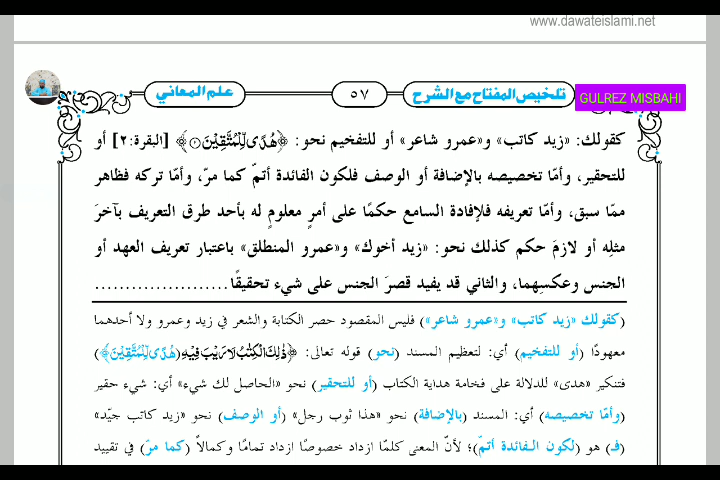 www.dawateislami.net
علم المعاني
٥٧
تلخيص المفتاح مع الشرح
GULREZ MISBAHI
كقولك: «زيد كاتب» و«عمرو شاعر» أو للتفخيم نحو: ﴿هُدًى لِّلْمُتَّقِيْنَ﴾ [البقرة:٢] أو
للتحقير، وأمّا تخصيصه بالإضافة أو الوصف فلكون الفائدة أتمّ كما مرّ، وأمّا تركه فظاهر
ممّا سبق، وأمّا تعريفه فلإفادة السامع حكمًا على أمرٍ معلومٍ له بأحد طرق التعريف بآخرَ
مثلِه أو لازمَ حكم كذلك نحو: «زيد أخوك» و«عمرو المنطلق» باعتبار تعريف العهد أو
الجنس وعكسِهما، والثاني قد يفيد قصرَ الجنس على شيء تحقيقًا......................
(كقولك «زيد كاتب» و«عمرو شاعر») فليس المقصود حصر الكتابة والشعر في زيد وعمرو ولا أحدهما
معهودًا (أو للتفخيم) أي: لتعظيم المسند (نحو) قوله تعالى: ﴿ذٰلِكَ الْكِتٰبُ لَا رَيْبَ فِيْهِ (هُدًى لِّلْمُتَّقِيْنَ﴾)
فتنكير «هدى» للدلالة على فخامة هداية الكتاب (أو للتحقير) نحو «الحاصل لك شيء» أي: شيء حقير
(وأمّا تخصيصه) أي: المسند (بالإضافة) نحو «هذا ثوب رجل» (أو الوصف) نحو «زيد كاتب جيّد»
(فـ) هو (لكون الـفائدة أتمّ)؛ لأنّ المعنى كلمّا ازداد خصوصًا ازداد تمامًا وكمالاً (كما مرّ) في تقييد